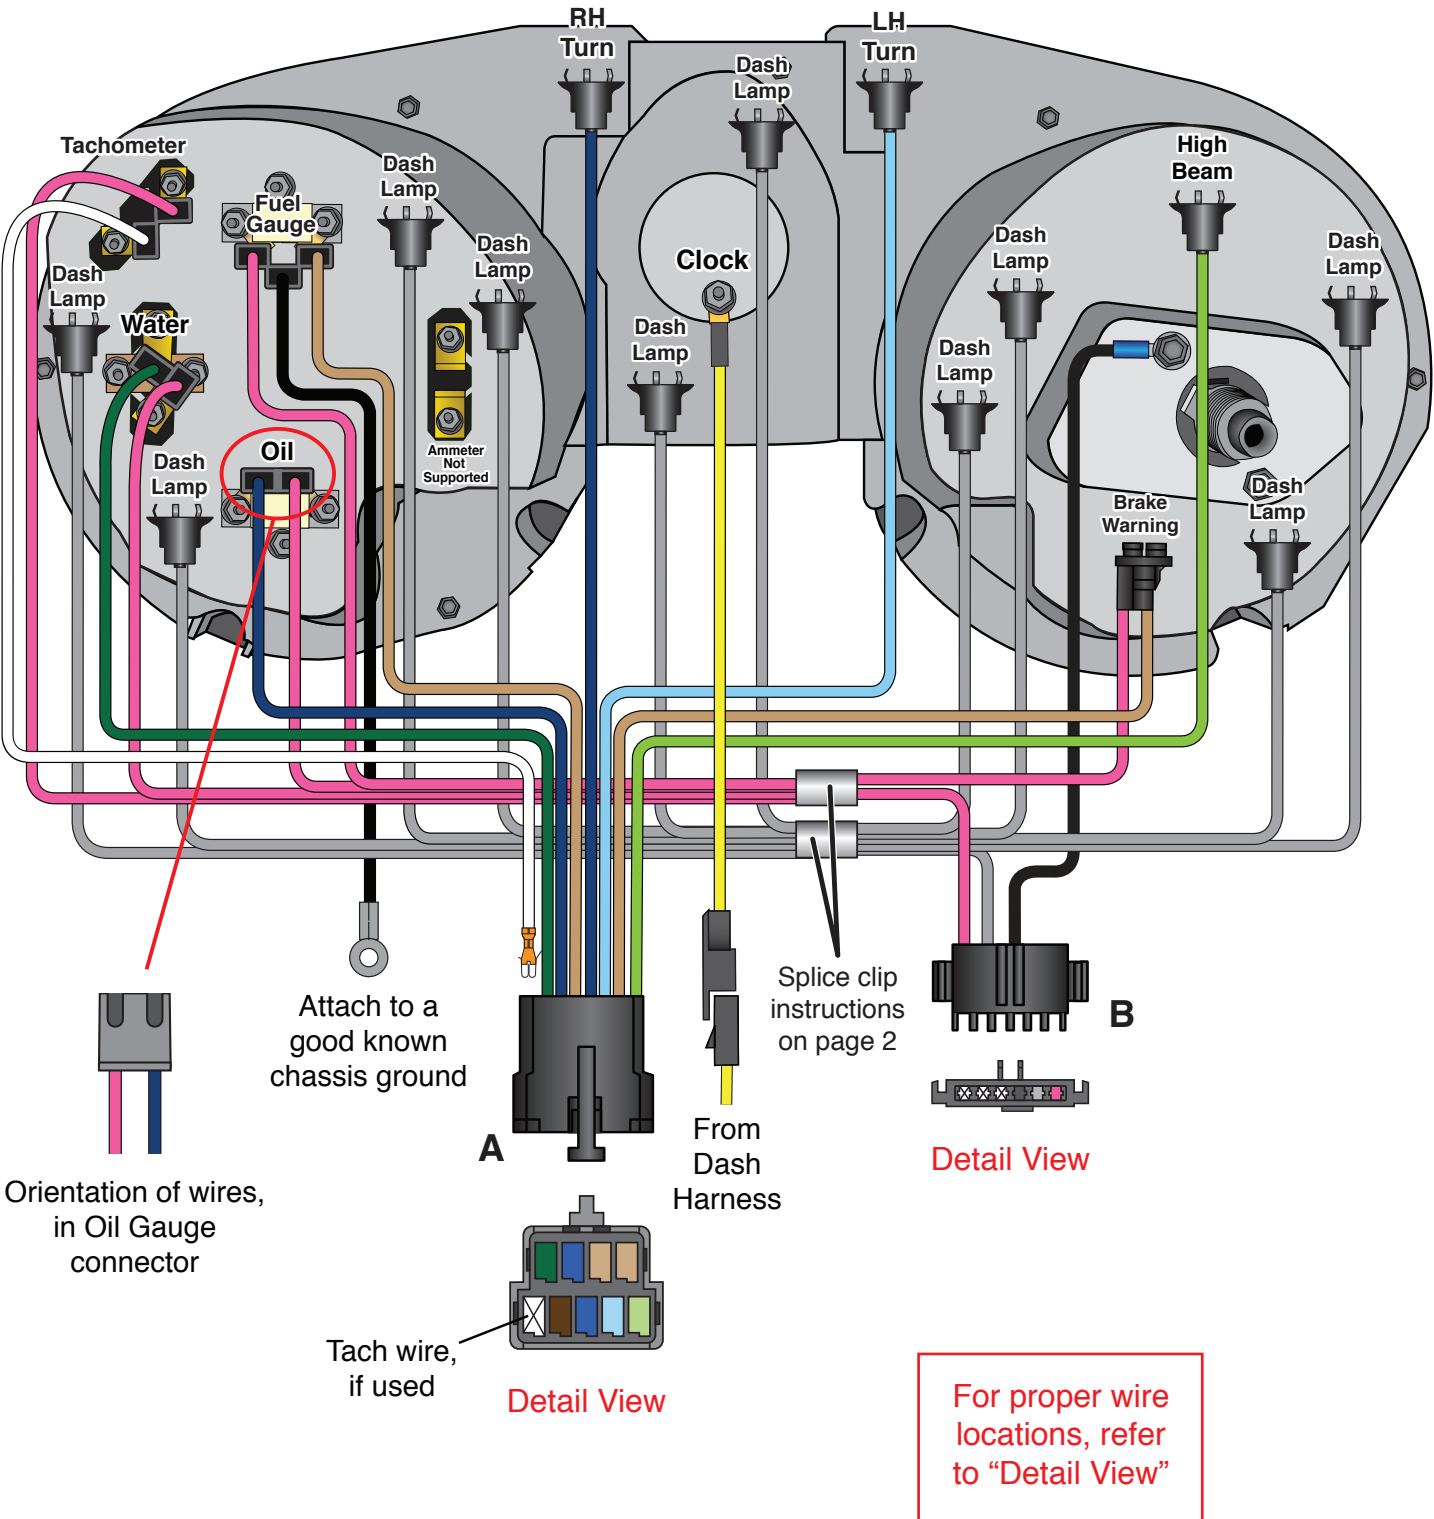 RH
Turn
LH
Turn
Dash
Lamp
Tachometer
Dash
Lamp
Fuel
Gauge
High
Beam
Dash
Lamp
Dash
Lamp
Dash
Lamp
Clock
Dash
Lamp
Water
Dash
Lamp
Dash
Lamp
Oil
Ammeter
Not
Supported
Dash
Lamp
Brake
Warning
Dash
Lamp
Splice clip
instructions
on page 2
Attach to a
good known
chassis ground
B
A
From
Dash
Harness
Detail View
Orientation of wires,
in Oil Gauge
connector
Tach wire,
if used
Detail View
For proper wire
locations, refer
to “Detail View”